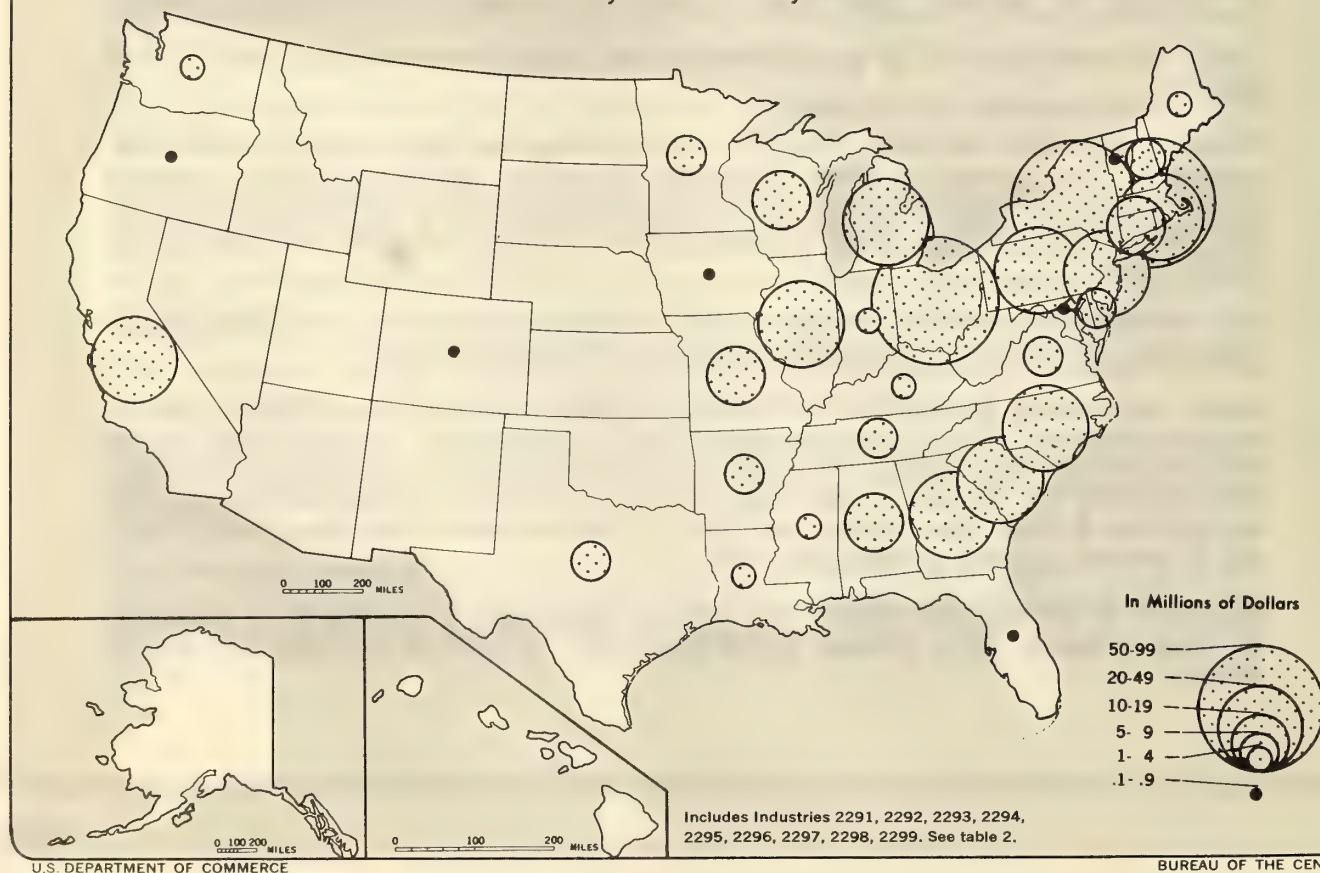 0 100 200 MILES
In Millions of Dollars
50-99
20-49
10-19
5- 9
1- 4
.1- .9
0 100 200 MILES
0 100 200 MILES
Includes Industries 2291, 2292, 2293, 2294,
2295, 2296, 2297, 2298, 2299. See table 2.
U.S. DEPARTMENT OF COMMERCE
BUREAU OF THE CEN